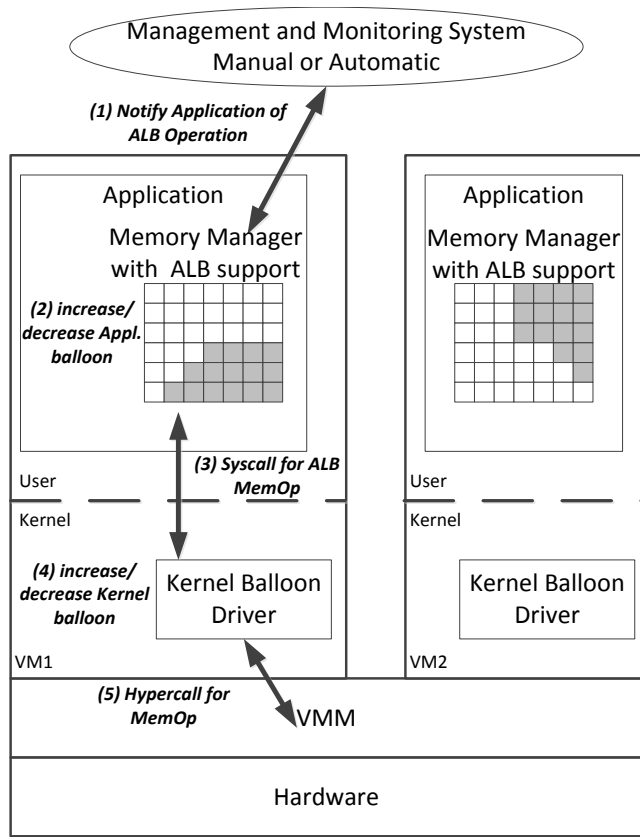 Management and Monitoring System
Manual or Automatic
(1) Notify Application of
ALB Operation
Application
Memory Manager
with ALB support
(2) increase/
decrease Appl.
balloon
(3) Syscall for ALB
MemOp
User
Kernel
(4) increase/
decrease Kernel
balloon
Kernel Balloon
Driver
VM1
Application
Memory Manager
with ALB support
User
Kernel
Kernel Balloon
Driver
VM2
(5) Hypercall for
MemOp
VMM
Hardware